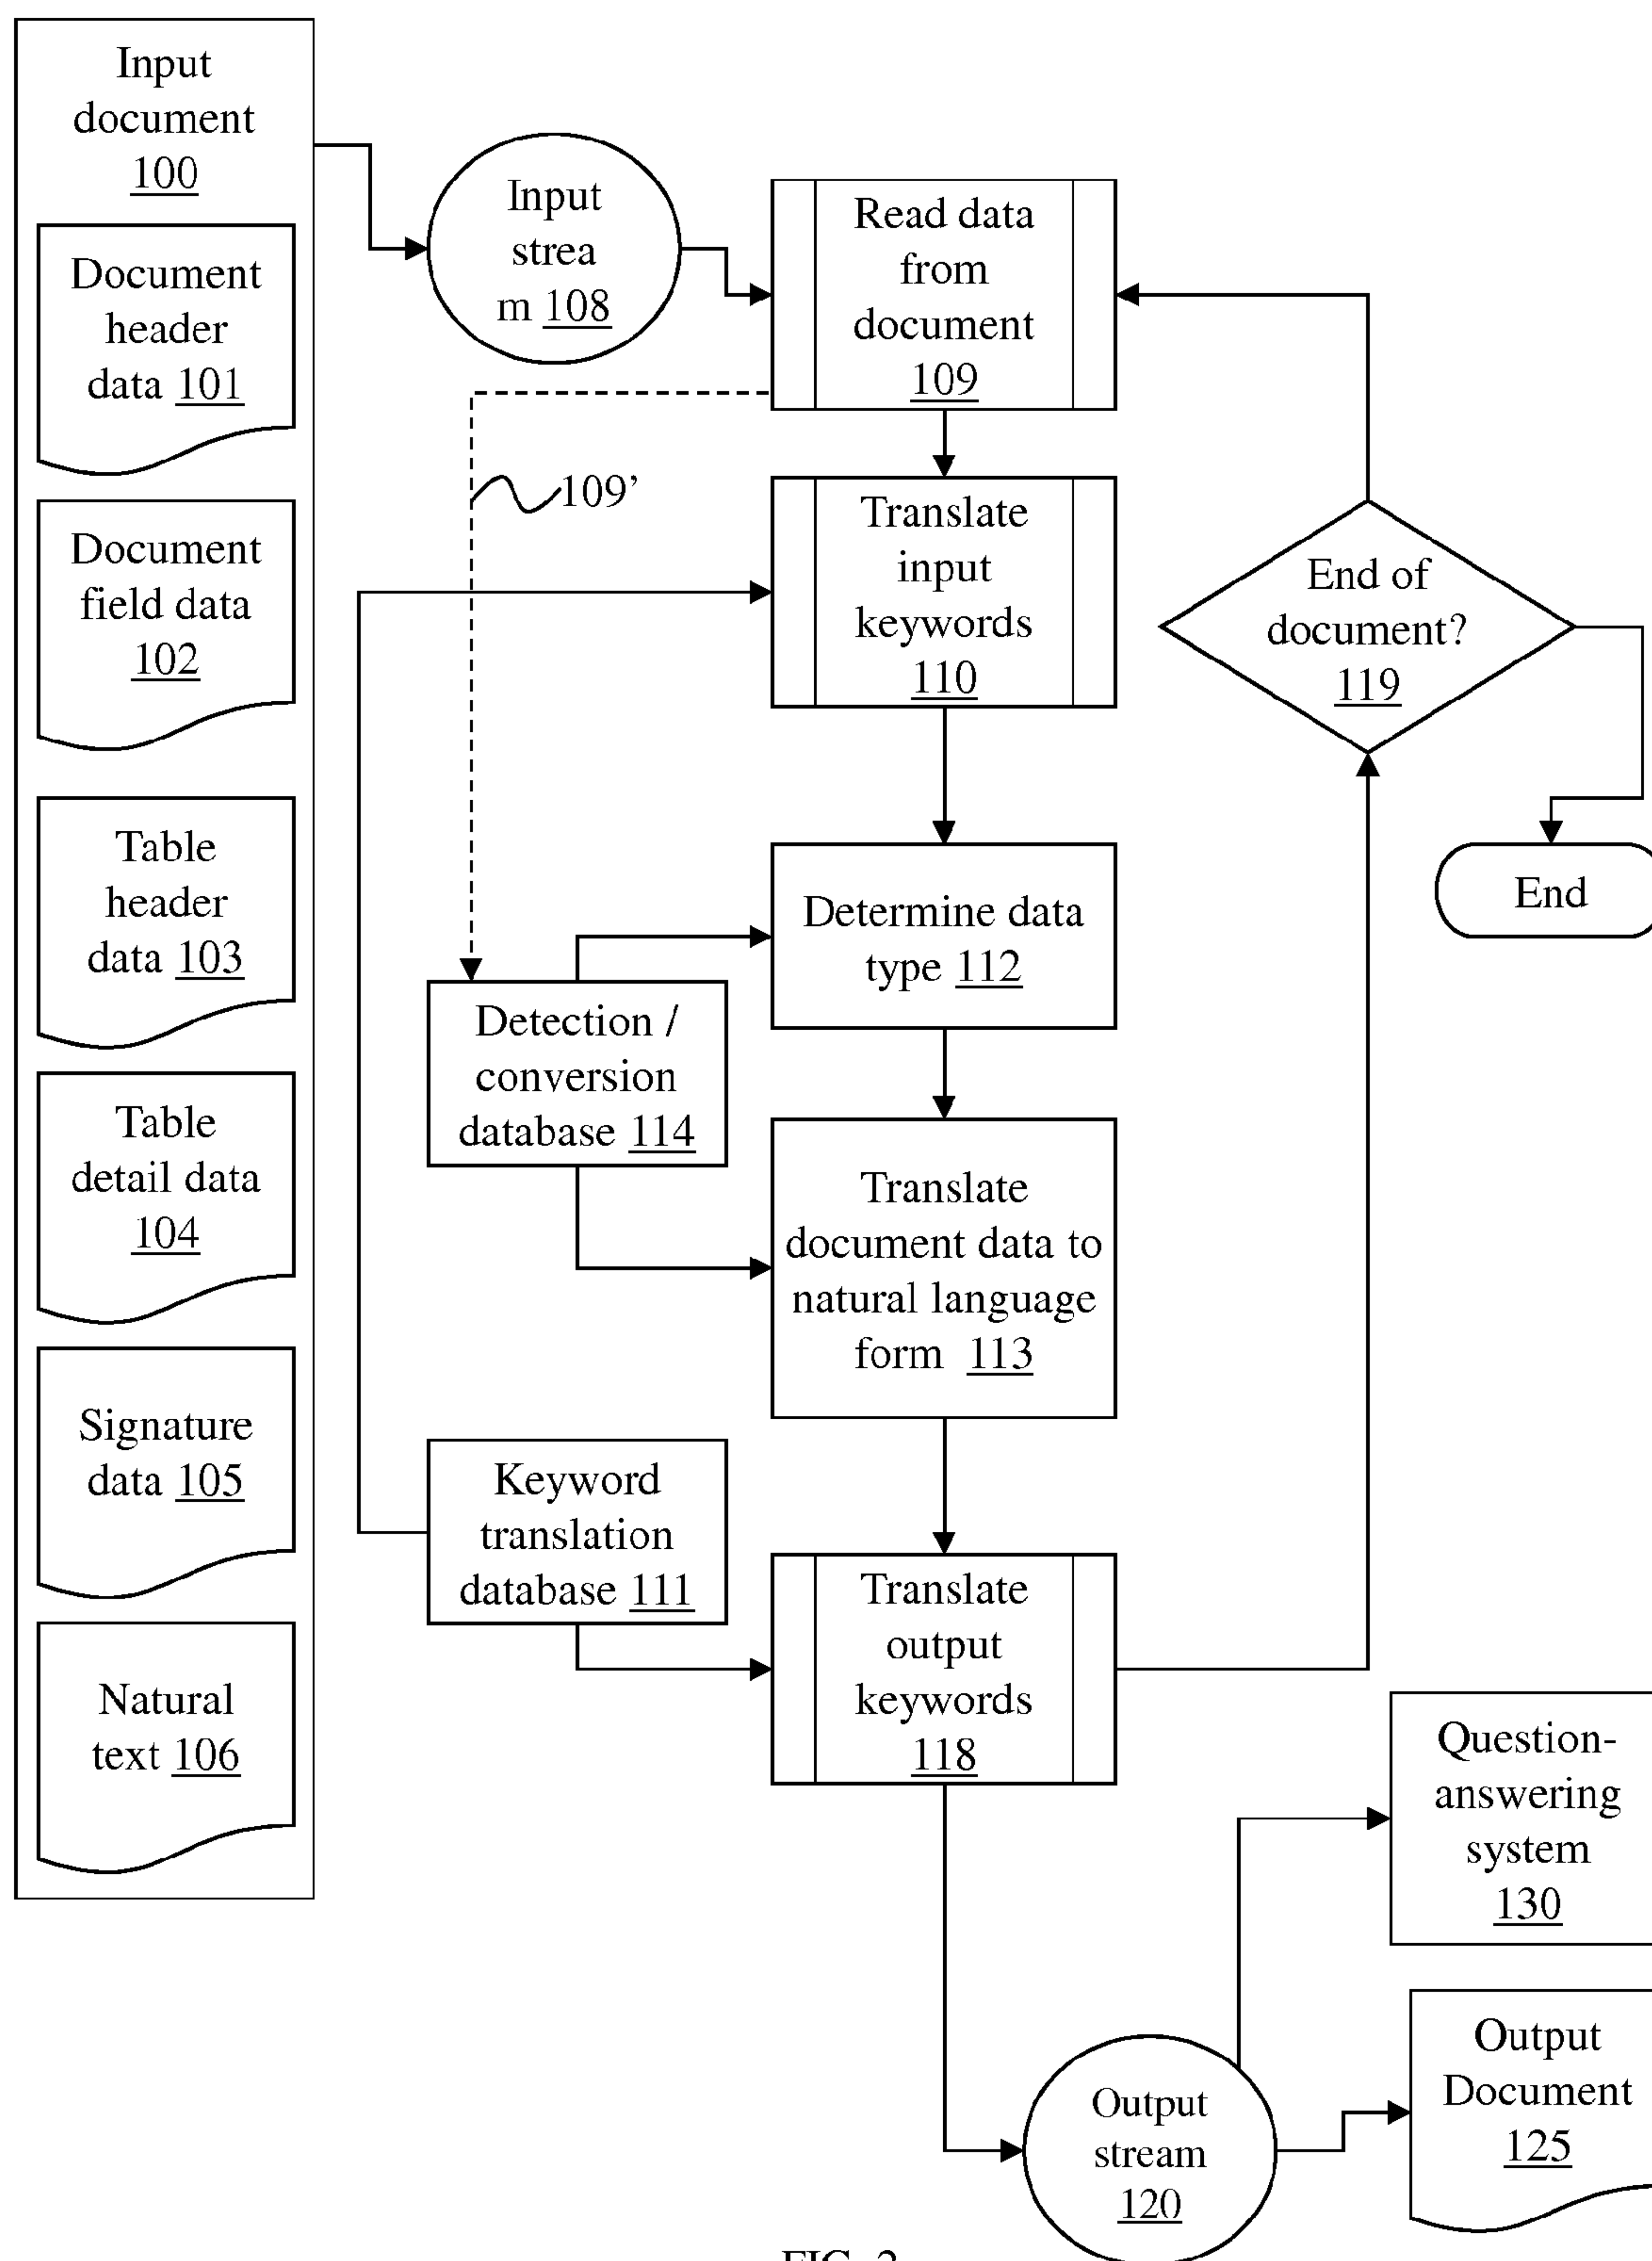 Input
document
100
Document
header
data 101
Document
field data
102
Table
header
data 103
Table
detail data
104
Signature
data 105
Natural
text 106
Input
strea
m 108
Read data
from
document
109
109’
Translate
input
keywords
110
End of
document?
119
End
Determine data
type 112
Detection /
conversion
database 114
Translate
document data to
natural language
form 113
Keyword
translation
database 111
Translate
output
keywords
118
Question-
answering
system
130
Output
Document
125
Output
stream
120